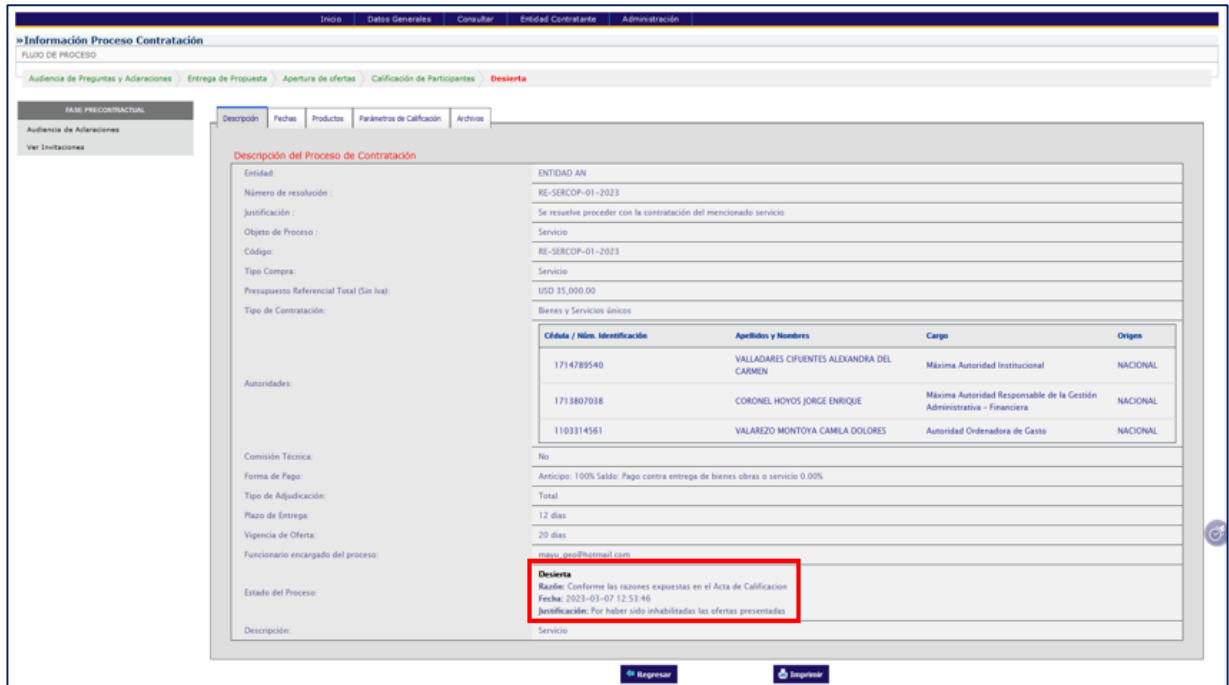 Inicio Datos Generales Consultar Entidad Contratante Administración
»Información Proceso Contratación
FLUJO DE PROCESO
Audiencia de Preguntas y Aclaraciones Entrega de Propuesta Apertura de ofertas Calificación de Participantes Desierta
FASE PRECONTRACTUAL
Audiencia de Aclaraciones
Ver Invitaciones
Descripción Fechas Productos Parámetros de Calificación Archivos
Descripción del Proceso de Contratación
Entidad: ENTIDAD AN
Número de resolución : RE-SERCOP-01-2023
Justificación : Se resuelve proceder con la contratación del mencionado servicio
Objeto de Proceso : Servicio
Código: RE-SERCOP-01-2023
Tipo Compra: Servicio
Presupuesto Referencial Total (Sin Iva): USD 35,000.00
Tipo de Contratación: Bienes y Servicios únicos
Autoridades:
Cédula / Núm. Identificación Apellidos y Nombres Cargo Origen
1714789540 VALLADARES CIFUENTES ALEXANDRA DEL CARMEN Máxima Autoridad Institucional NACIONAL
1713807038 CORONEL HOYOS JORGE ENRIQUE Máxima Autoridad Responsable de la Gestión Administrativa - Financiera NACIONAL
1103314561 VALAREZO MONTOYA CAMILA DOLORES Autoridad Ordenadora de Gasto NACIONAL
Comisión Técnica: No
Forma de Pago: Anticipo: 100% Saldo: Pago contra entrega de bienes obras o servicio 0.00%
Tipo de Adjudicación: Total
Plazo de Entrega: 12 dias
Vigencia de Oferta: 20 dias
Funcionario encargado del proceso: mayu_geo@hotmail.com
Estado del Proceso:
Desierta
Razón: Conforme las razones expuestas en el Acta de Calificacion
Fecha: 2023-03-07 12:53:46
Justificación: Por haber sido inhabilitadas las ofertas presentadas
Descripción: Servicio
Regresar Imprimir